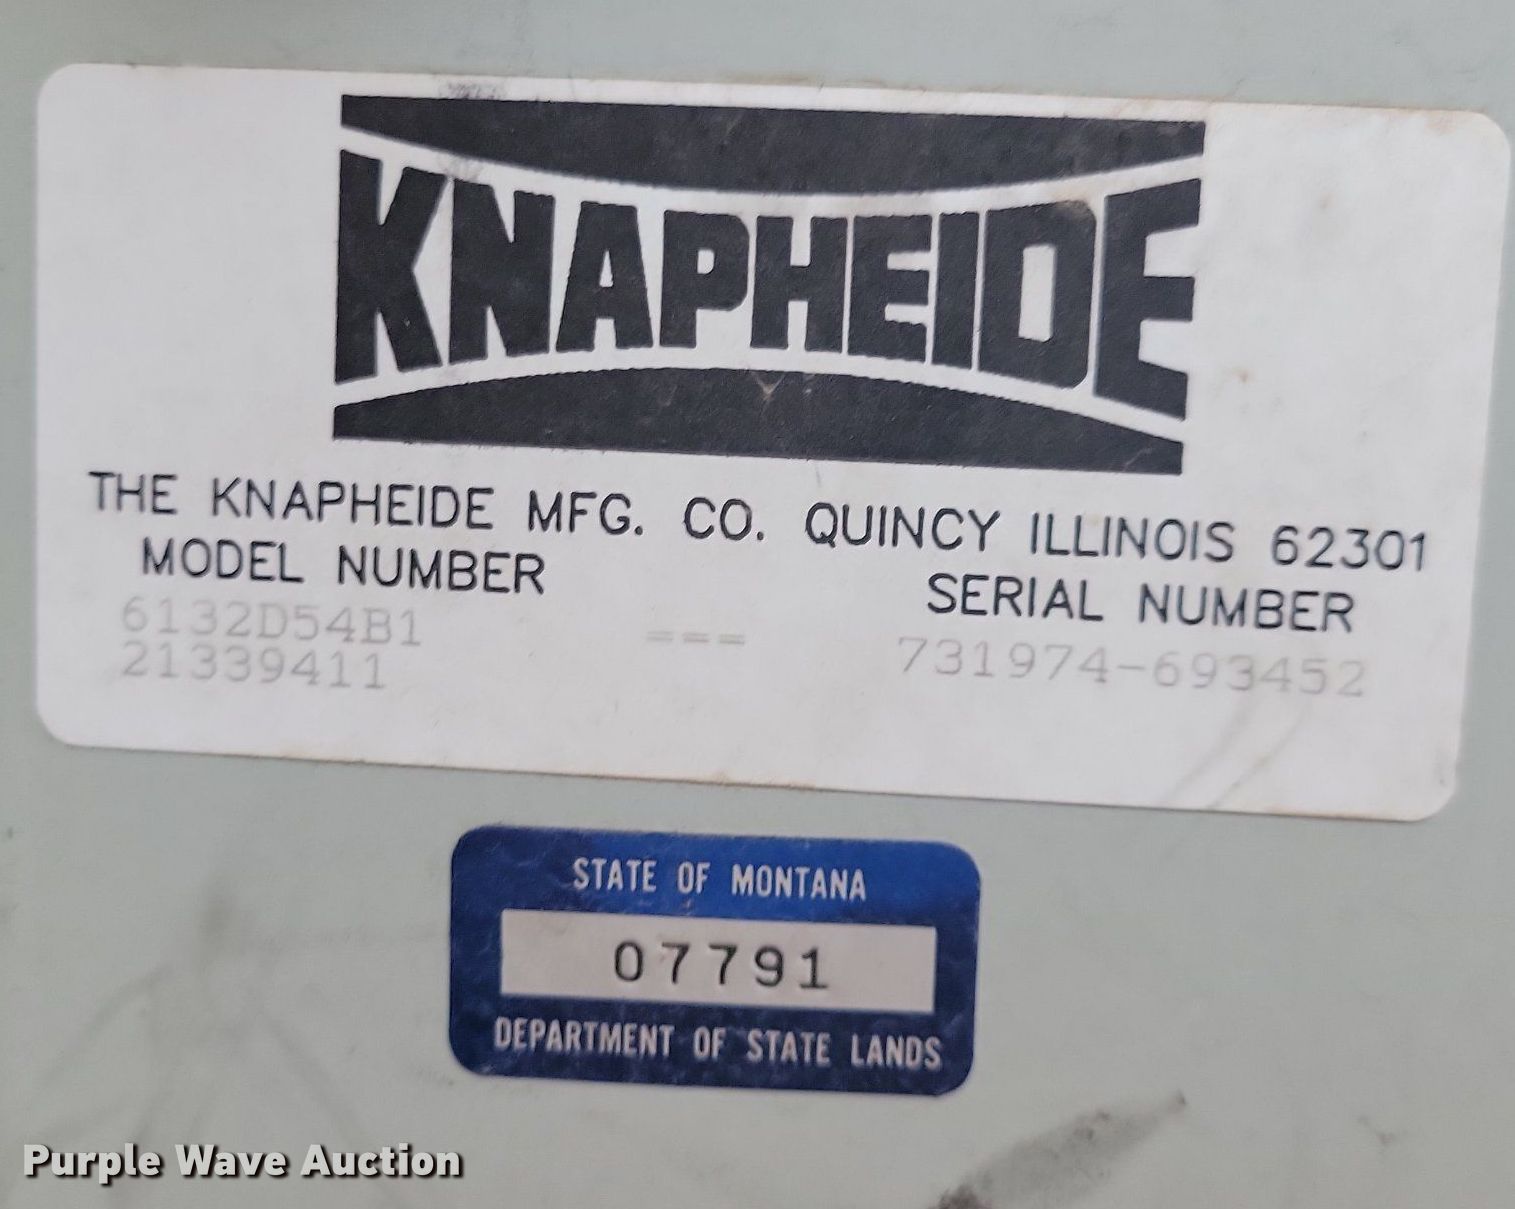 KNAPHEIDE
THE KNAPHEIDE MFG. CO. QUINCY ILLINOIS 62301
MODEL NUMBER SERIAL NUMBER
6132D54B1 === 731974-693452
21339411
STATE OF MONTANA
07791
DEPARTMENT OF STATE LANDS
Purple Wave Auction